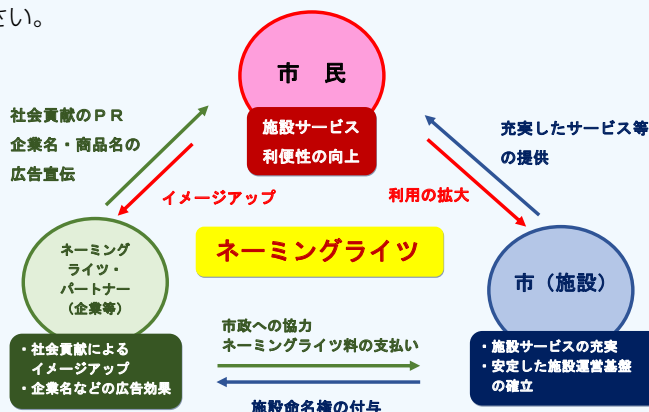 さい。
市　民
施設サービス
利便性の向上
社会貢献のＰＲ
企業名・商品名の
広告宣伝
イメージアップ
充実したサービス等
の提供
利用の拡大
ネーミングライツ
ネーミング
ライツ・
パートナー
（企業等）
・社会貢献による
イメージアップ
・企業名などの広告効果
市（施設）
・施設サービスの充実
・安定した施設運営基盤
の確立
市政への協力
ネーミングライツ料の支払い
施設命名権の付与